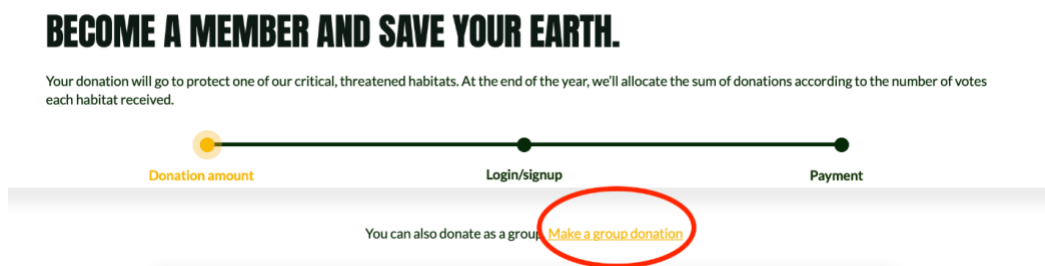 BECOME A MEMBER AND SAVE YOUR EARTH.
Your donation will go to protect one of our critical, threatened habitats. At the end of the year, we'll allocate the sum of donations according to the number of votes
each habitat received.
Donation amount Login/signup Payment
You can also donate as a group Make a group donation